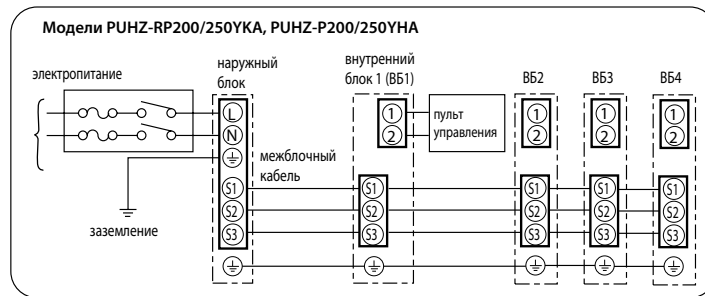 Модели PUHZ-RP200/250YKA, PUHZ-P200/250YHA
электропитание
наружный
блок
внутренний
блок 1 (ВБ1)
ВБ2
ВБ3
ВБ4
L
N
1
2
пульт
управления
1
2
1
2
1
2
межблочный
кабель
заземление
S1
S2
S3
S1
S2
S3
S1
S2
S3
S1
S2
S3
S1
S2
S3